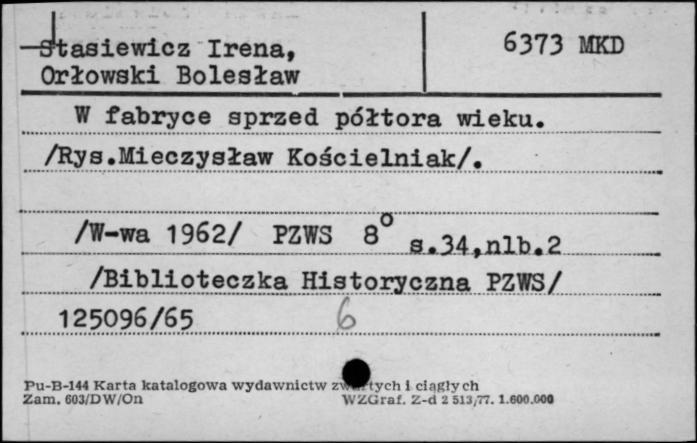 Stasiewicz Irena,
Orłowski Bolesław
6373 MKD
W fabryce sprzed półtora wieku.
/Rys.Mieczysław Kościelniak/.
/W-wa 1962/ PZWS 8° s.34,nlb.2
/Biblioteczka Historyczna PZWS/
125096/65 6
Pu-B-144 Karta katalogowa wydawnictw zwartych i ciągłych
Zam. 603/DW/On WZGraf. Z-d 2 513/77. 1.600.000